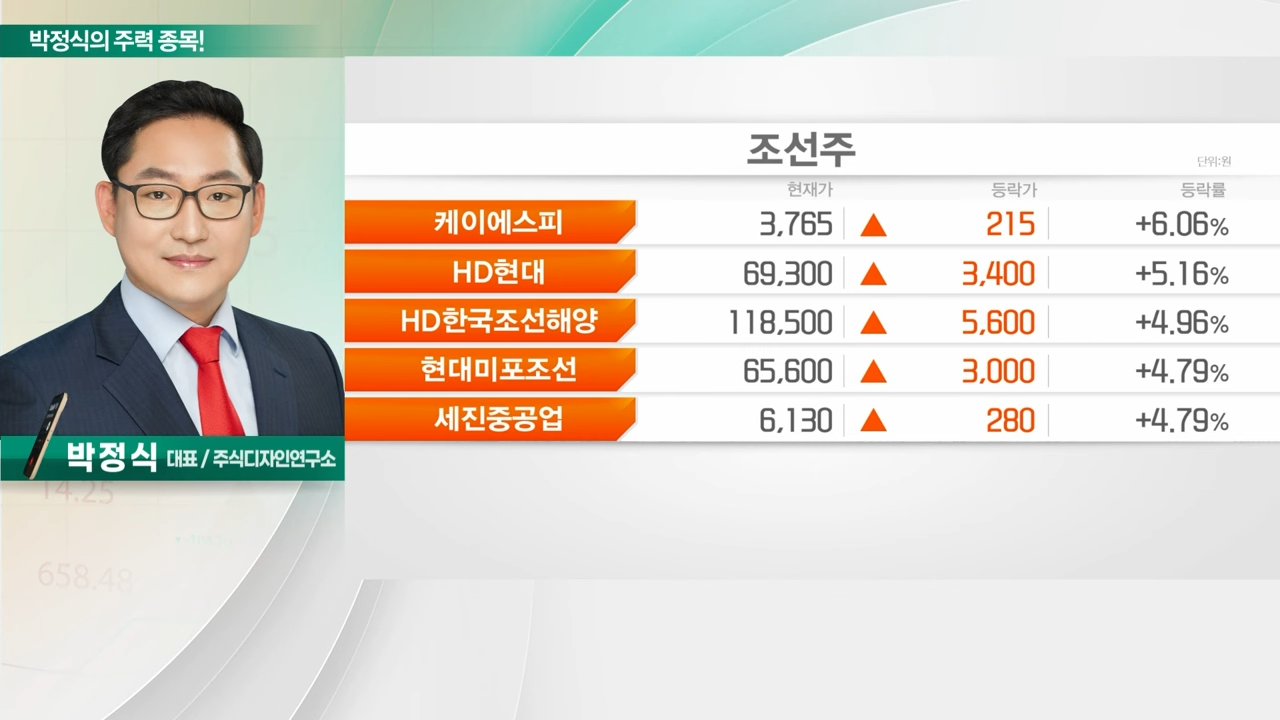 박정식의 주력 종목!
조선주
단위:원
현재가 등락가 등락률
케이에스피 3,765 ▲ 215 +6.06%
HD현대 69,300 ▲ 3,400 +5.16%
HD한국조선해양 118,500 ▲ 5,600 +4.96%
현대미포조선 65,600 ▲ 3,000 +4.79%
세진중공업 6,130 ▲ 280 +4.79%
박정식 대표 / 주식디자인연구소
14.25
658.48